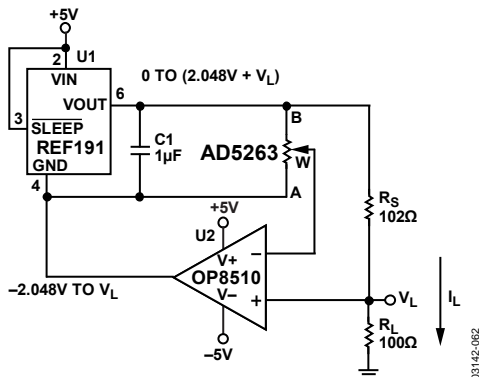 +5V
2
U1
VIN
6
0 TO (2.048V + VL)
VOUT
3
SLEEP
REF191
GND
4
C1
1µF
B
AD5263
W
A
RS
102Ω
+5V
U2
V+
−
OP8510
−2.048V TO VL
V−
+
VL
IL
RL
100Ω
−5V
03142-062